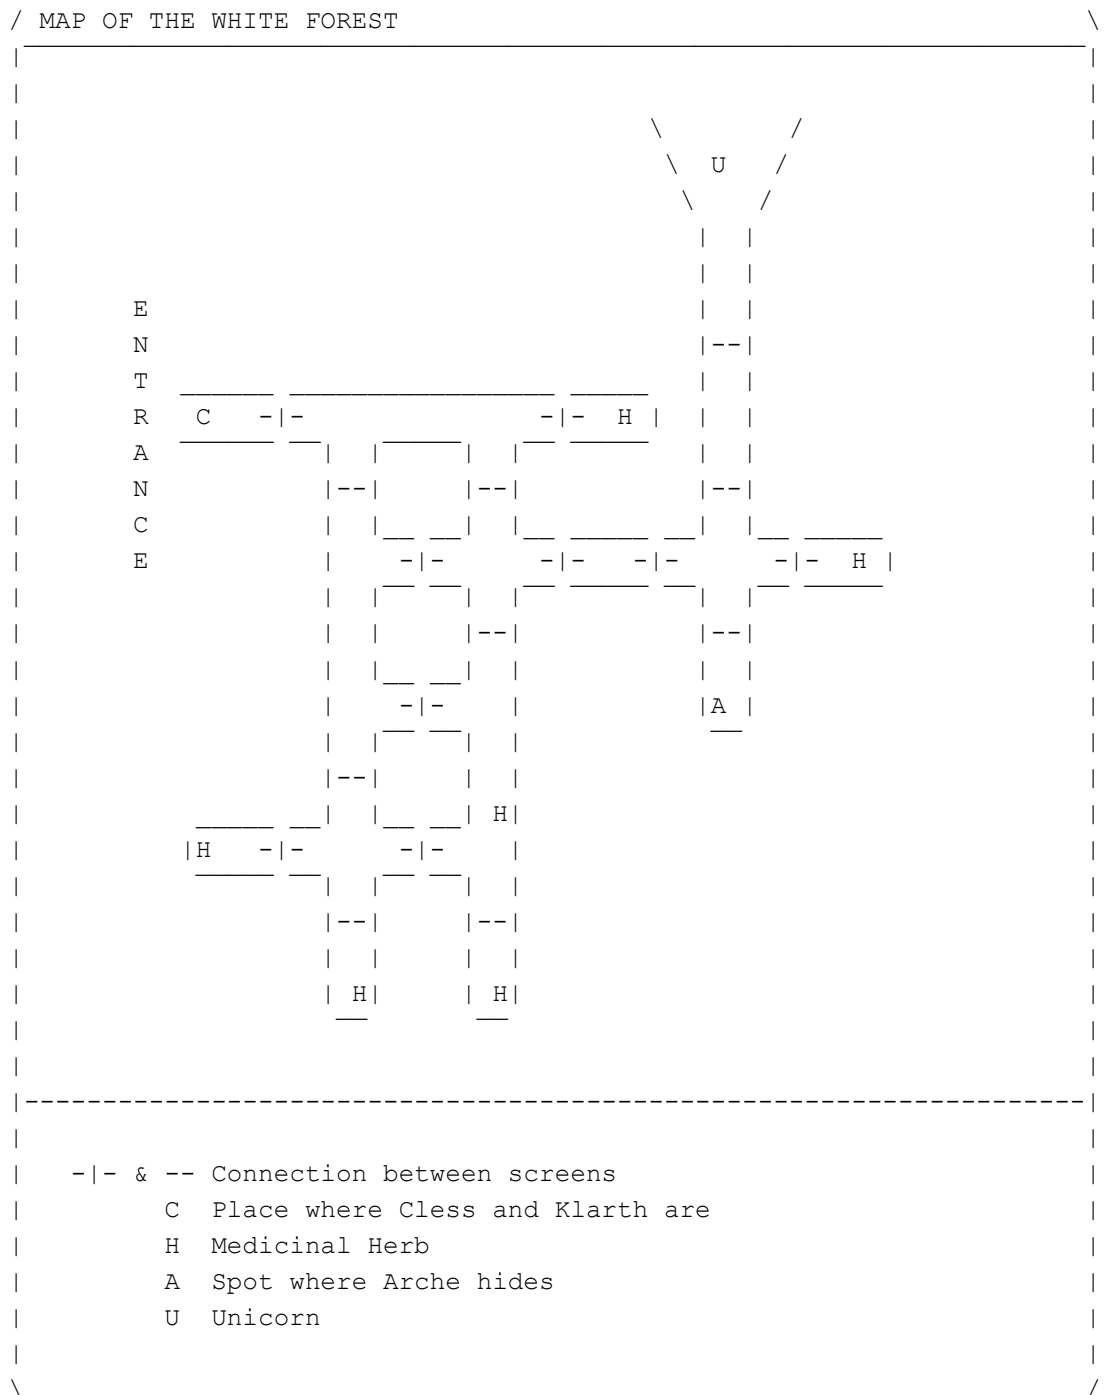 / MAP OF THE WHITE FOREST \
U
E
N
T
R C -|- -|- H |
A
N |--| |--| |--|
C
E -|- -|- -|- -|- H |
|--| |--|
-|- |A |
|--|
H|
|H -|- -|-
|--| |--|
| H| | H|
-|- & -- Connection between screens
C Place where Cless and Klarth are
H Medicinal Herb
A Spot where Arche hides
U Unicorn